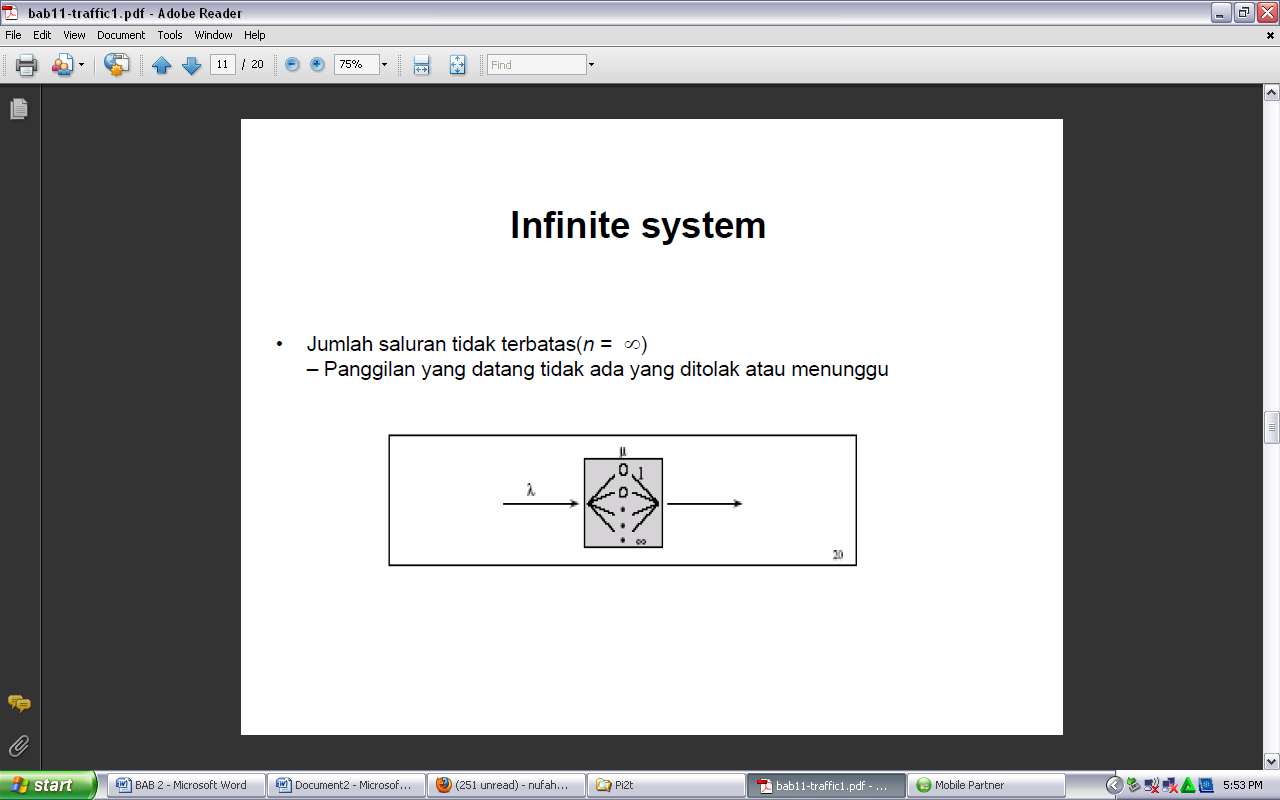 bab11-traffic1.pdf - Adobe Reader
File Edit View Document Tools Window Help
11 / 20 75% Find
Infinite system
• Jumlah saluran tidak terbatas(n = ∞)
– Panggilan yang datang tidak ada yang ditolak atau menunggu
μ
1
λ
∞
20
start BAB 2 - Microsoft Word Document2 - Microsof... (251 unread) - nufah... Pi2t bab11-traffic1.pdf - ... Mobile Partner 5:53 PM